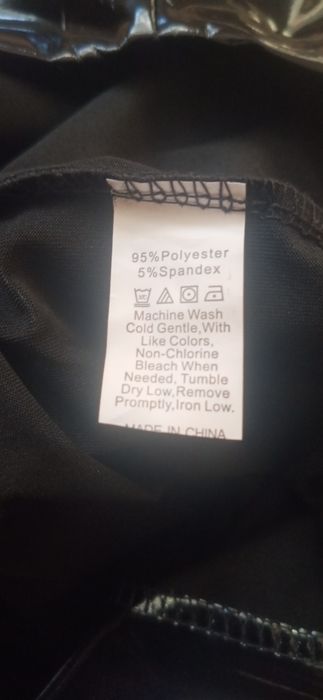 95%Polyester
5%Spandex
Machine Wash
Cold Gentle,With
Like Colors,
Non-Chlorine
Bleach When
Needed, Tumble
Dry Low,Remove
Promptly,Iron Low.
MADE IN CHINA